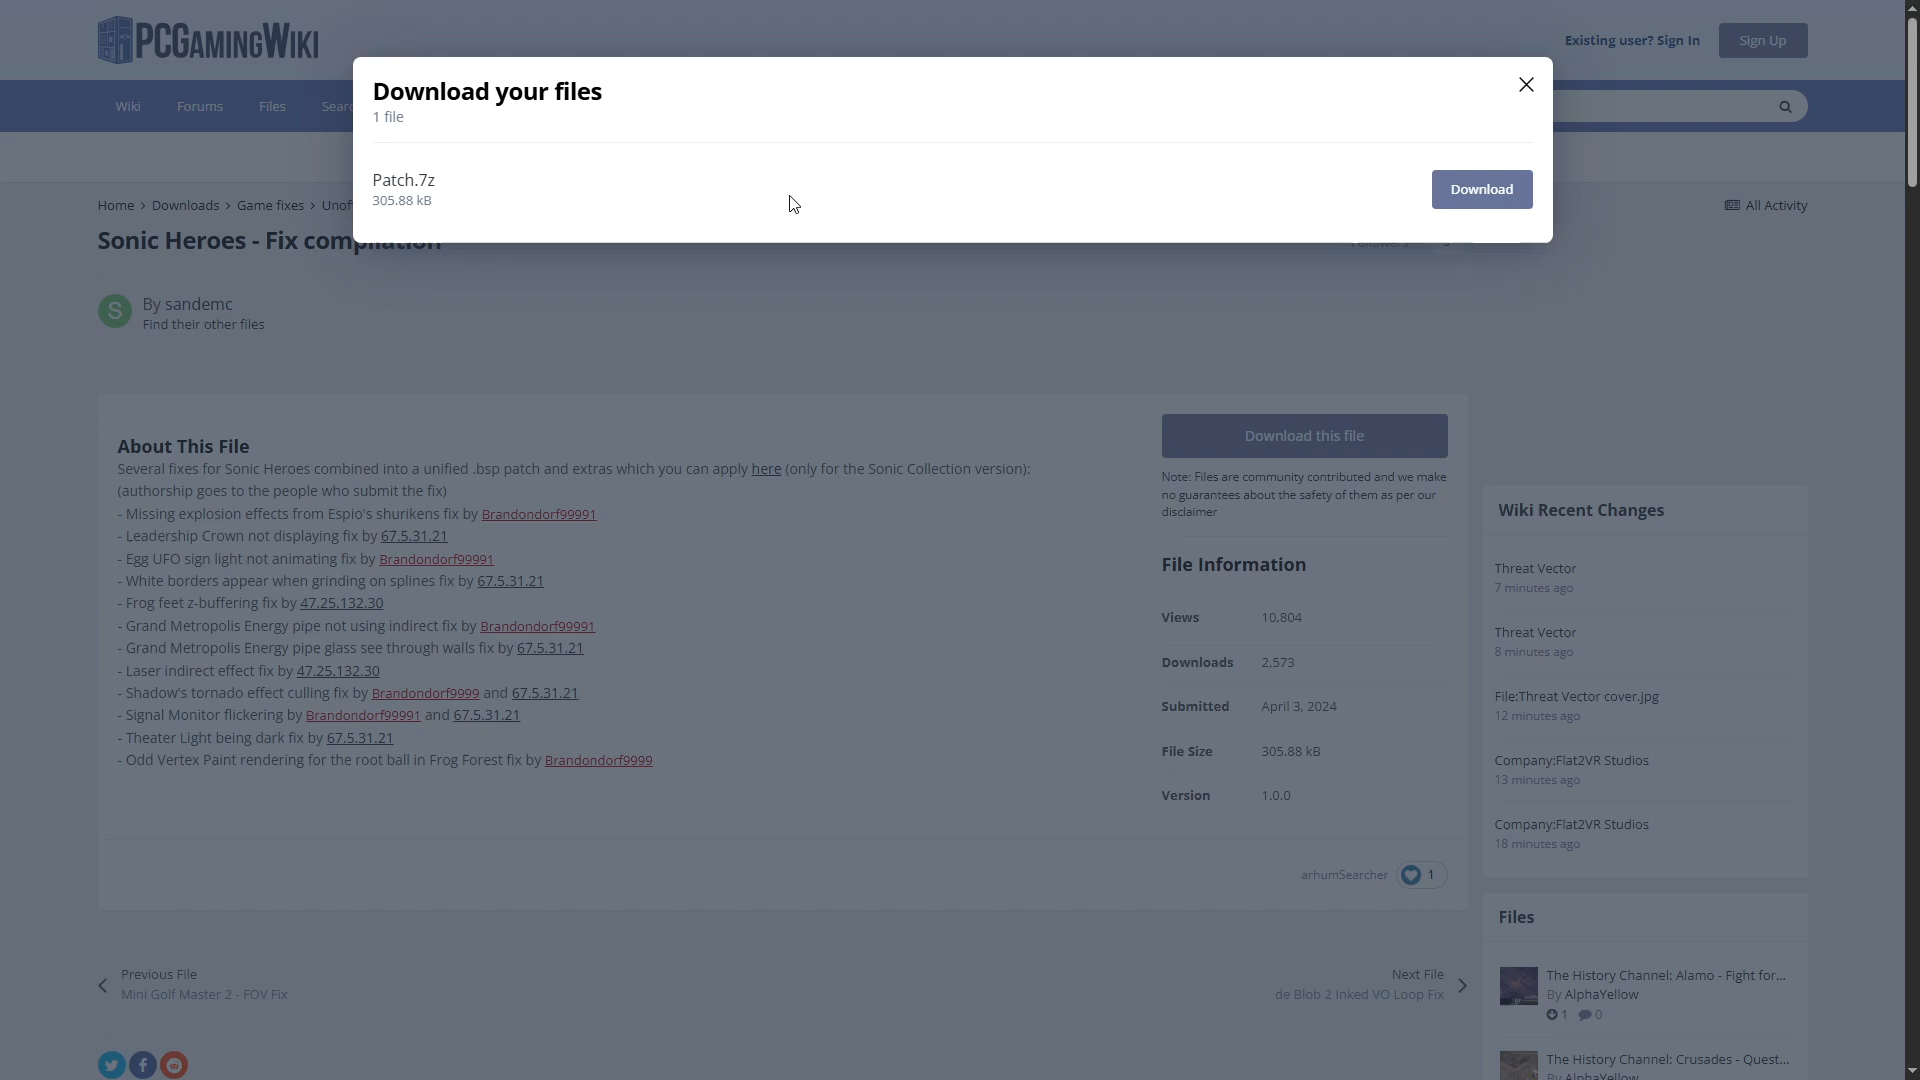 PCGamingWiki
Existing user? Sign In
Sign Up
Download your files
1 file
Wiki
Forums
Files
Patch.7z
305.88 kB
Download
Home > Downloads > Game fixes >
All Activity
Sonic Heroes - Fix compilation
S
By sandemc
Find their other files
About This File
Several fixes for Sonic Heroes combined into a unified .bsp patch and extras which you can apply here (only for the Sonic Collection version):
(authorship goes to the people who submit the fix)
- Missing explosion effects from Espio's shurikens fix by Brandondorf99991
- Leadership Crown not displaying fix by 67.5.31.21
- Egg UFO sign light not animating fix by Brandondorf99991
- White borders appear when grinding on splines fix by 67.5.31.21
- Frog feet z-buffering fix by 47.25.132.30
- Grand Metropolis Energy pipe not using indirect fix by Brandondorf99991
- Grand Metropolis Energy pipe glass see through walls fix by 67.5.31.21
- Laser indirect effect fix by 47.25.132.30
- Shadow's tornado effect culling fix by Brandondorf9999 and 67.5.31.21
- Signal Monitor flickering by Brandondorf99991 and 67.5.31.21
- Theater Light being dark fix by 67.5.31.21
- Odd Vertex Paint rendering for the root ball in Frog Forest fix by Brandondorf9999
Download this file
Note: Files are community contributed and we make
no guarantees about the safety of them as per our
disclaimer
File Information
Views 10,804
Downloads 2,573
Submitted April 3, 2024
File Size 305.88 kB
Version 1.0.0
arhumSearcher 1
Previous File
Mini Golf Master 2 - FOV Fix
Next File
de Blob 2 Inked VO Loop Fix
Wiki Recent Changes
Threat Vector
7 minutes ago
Threat Vector
8 minutes ago
File:Threat Vector cover.jpg
12 minutes ago
Company:Flat2VR Studios
13 minutes ago
Company:Flat2VR Studios
18 minutes ago
Files
The History Channel: Alamo - Fight for...
By AlphaYellow
1 0
The History Channel: Crusades - Quest...
By AlphaYellow